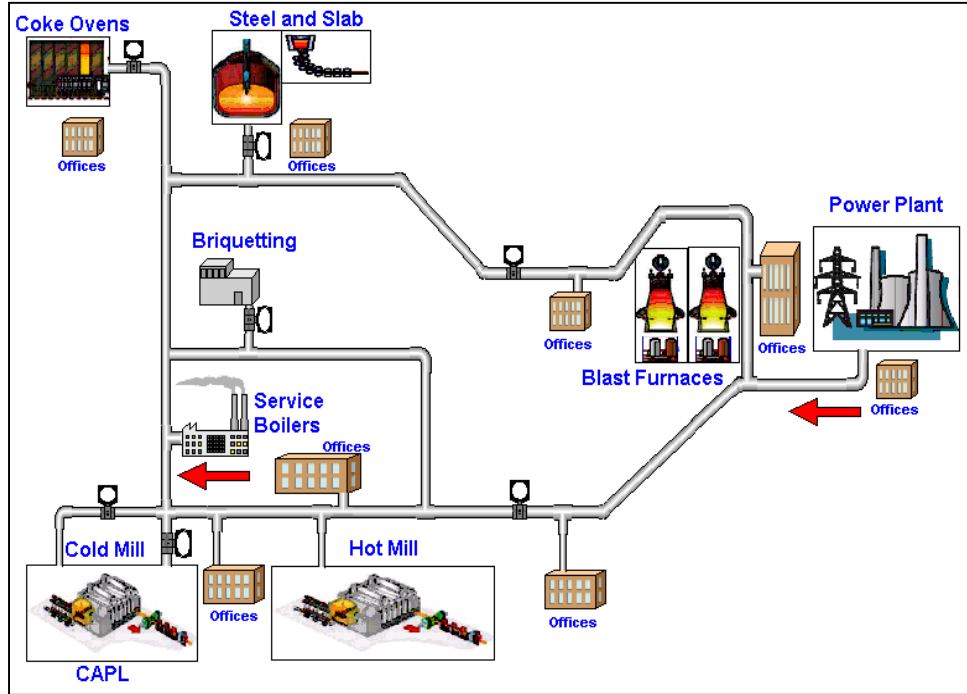 Coke Ovens
Steel and Slab
Offices
Offices
Power Plant
Briquetting
Offices
Offices
Blast Furnaces
Offices
Service
Boilers
Offices
Cold Mill
Hot Mill
Offices
Offices
CAPL